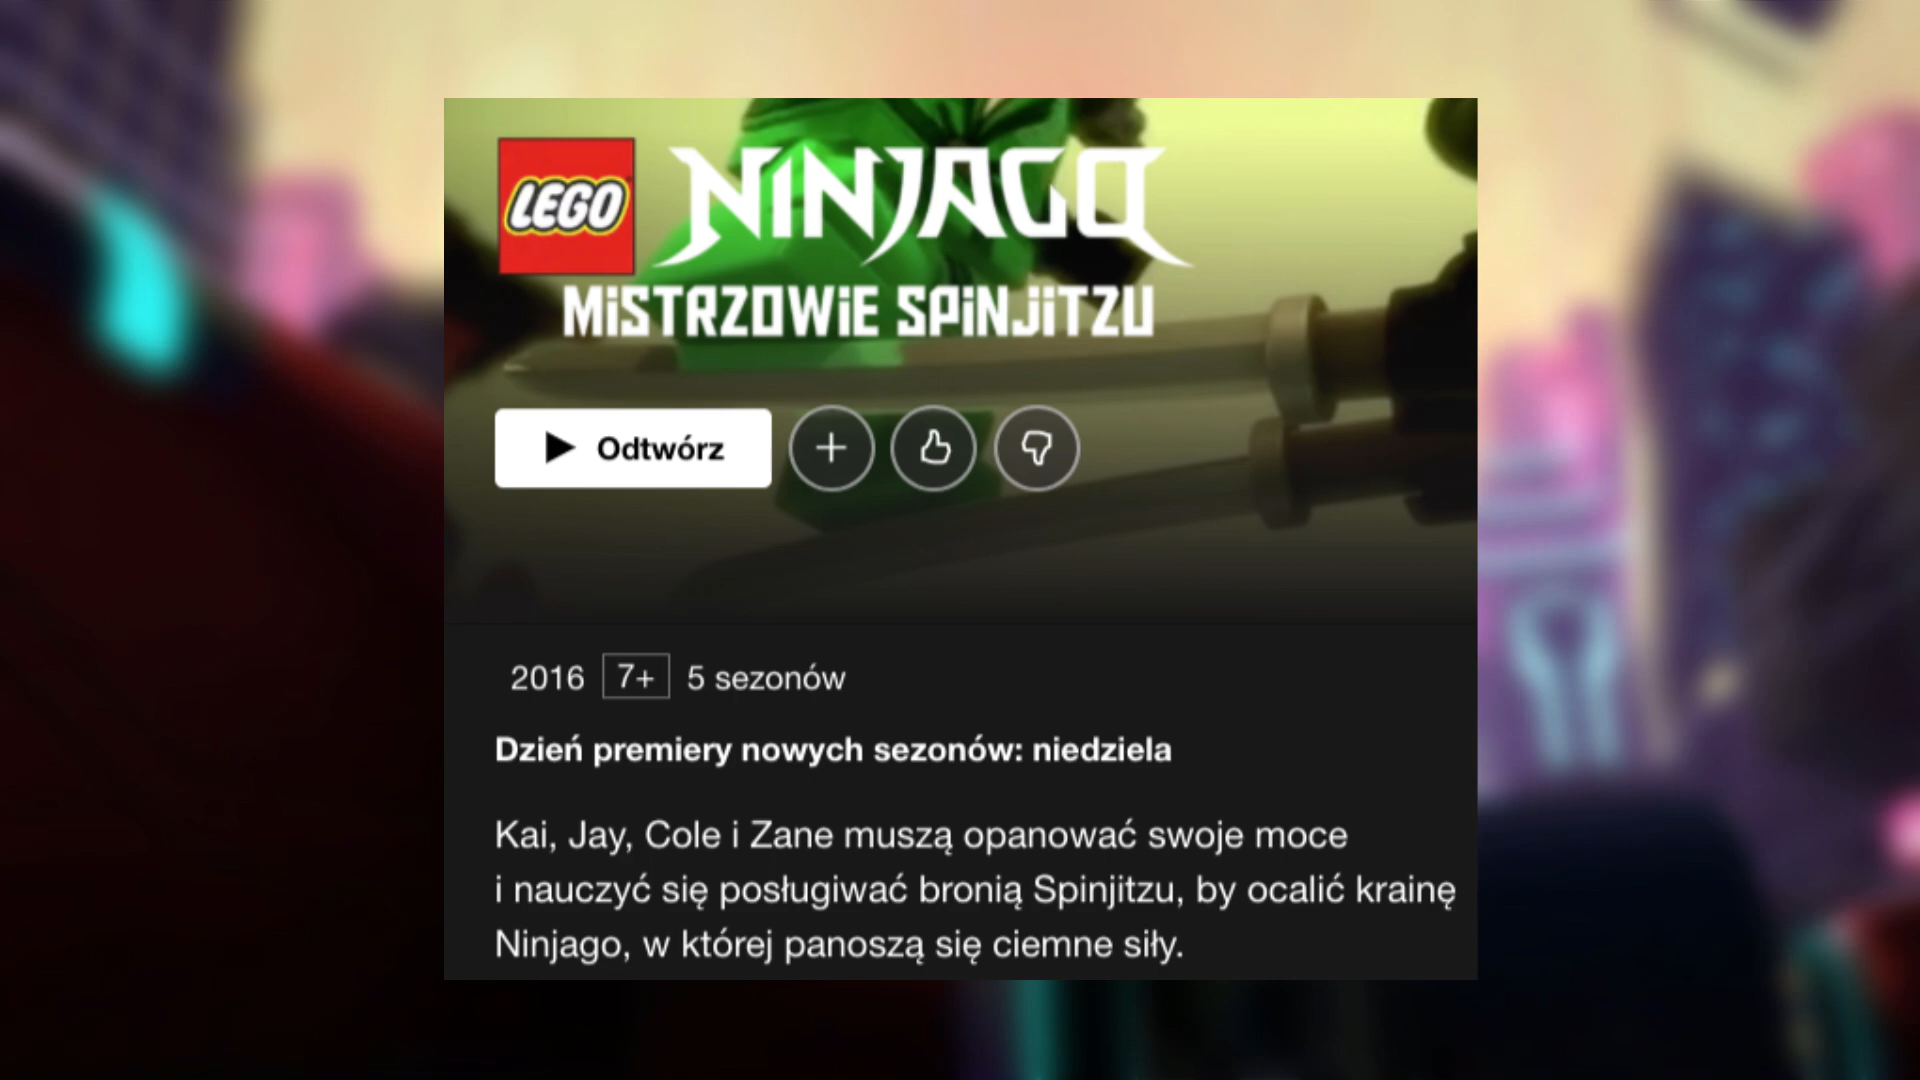 LEGO NINJAGO
MiSTRZOWiE SPiNJiTZU
Odtwórz
2016 7+ 5 sezonów
Dzień premiery nowych sezonów: niedziela
Kai, Jay, Cole i Zane muszą opanować swoje moce
i nauczyć się posługiwać bronią Spinjitzu, by ocalić krainę
Ninjago, w której panoszą się ciemne siły.